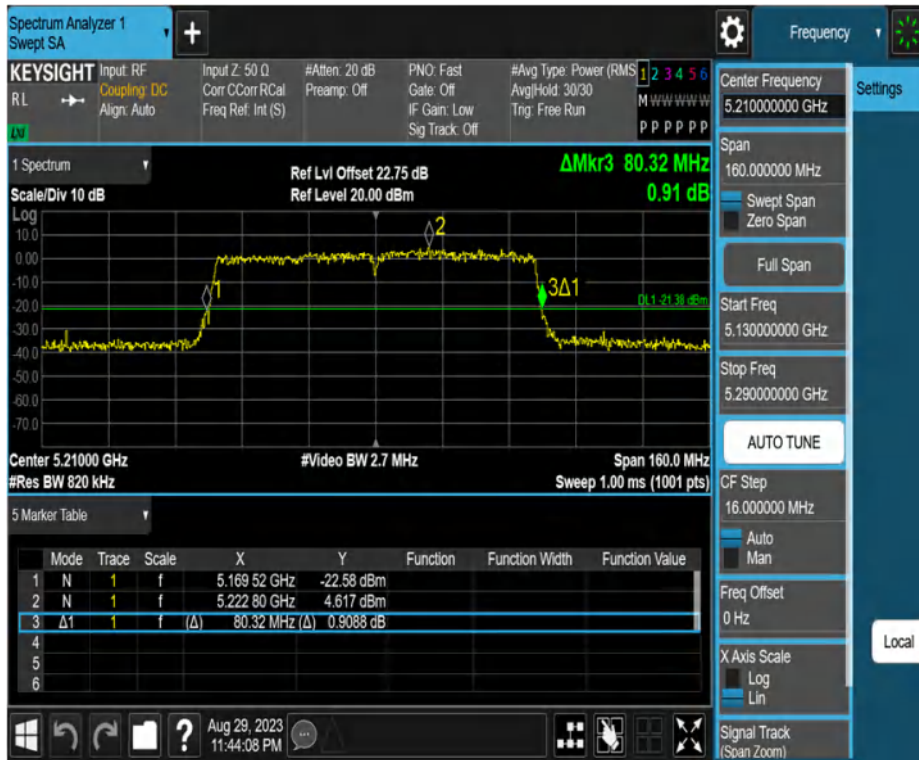 Spectrum Analyzer 1
Swept SA
+
Frequency
KEYSIGHT
RL
LXI
Input: RF
Coupling: DC
Align: Auto
Input Z: 50 Ω
Corr CCorr RCal
Freq Ref: Int (S)
#Atten: 20 dB
Preamp: Off
PNO: Fast
Gate: Off
IF Gain: Low
Sig Track: Off
#Avg Type: Power (RMS
Avg|Hold: 30/30
Trig: Free Run
1 2 3 4 5 6
M W W W W W
P P P P P P
Center Frequency
5.210000000 GHz
Settings
Span
160.000000 MHz
Swept Span
Zero Span
Full Span
Start Freq
5.130000000 GHz
Stop Freq
5.290000000 GHz
AUTO TUNE
CF Step
16.000000 MHz
Auto
Man
Freq Offset
0 Hz
X Axis Scale
Log
Lin
Signal Track
(Span Zoom)
Local
1 Spectrum
Scale/Div 10 dB
Ref Lvl Offset 22.75 dB
Ref Level 20.00 dBm
ΔMkr3 80.32 MHz
0.91 dB
Log
10.0
0.00
-10.0
-20.0
-30.0
-40.0
-50.0
-60.0
-70.0
1
2
3Δ1
DL1 -21.38 dBm
Center 5.21000 GHz
#Video BW 2.7 MHz
Span 160.0 MHz
#Res BW 820 kHz
Sweep 1.00 ms (1001 pts)
5 Marker Table
Mode Trace Scale X Y Function Function Width Function Value
1 N 1 f 5.169 52 GHz -22.58 dBm
2 N 1 f 5.222 80 GHz 4.617 dBm
3 Δ1 1 f (Δ) 80.32 MHz (Δ) 0.9088 dB
4
5
6
?
Aug 29, 2023
11:44:08 PM